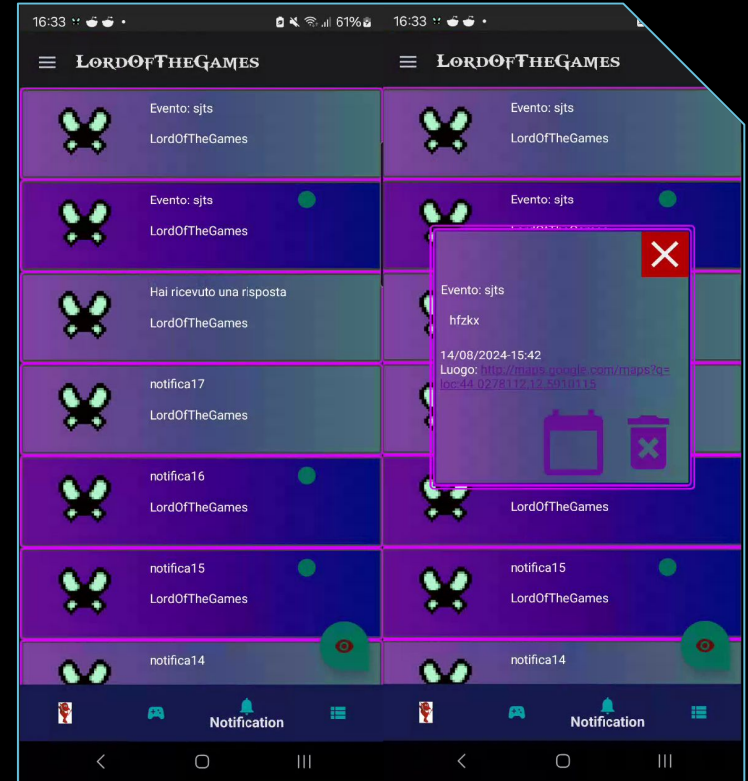 16:33
61%
LordOfTheGames
Evento: sjts
LordOfTheGames
Evento: sjts
LordOfTheGames
Hai ricevuto una risposta
LordOfTheGames
notifica17
LordOfTheGames
notifica16
LordOfTheGames
notifica15
LordOfTheGames
notifica14
Notification
16:33
LordOfTheGames
Evento: sjts
LordOfTheGames
Evento: sjts
Evento: sjts
hfzkx
14/08/2024-15:42
Luogo: http://maps.google.com/maps?q=
loc:44.0278112,12.5910115
LordOfTheGames
notifica15
LordOfTheGames
notifica14
Notification